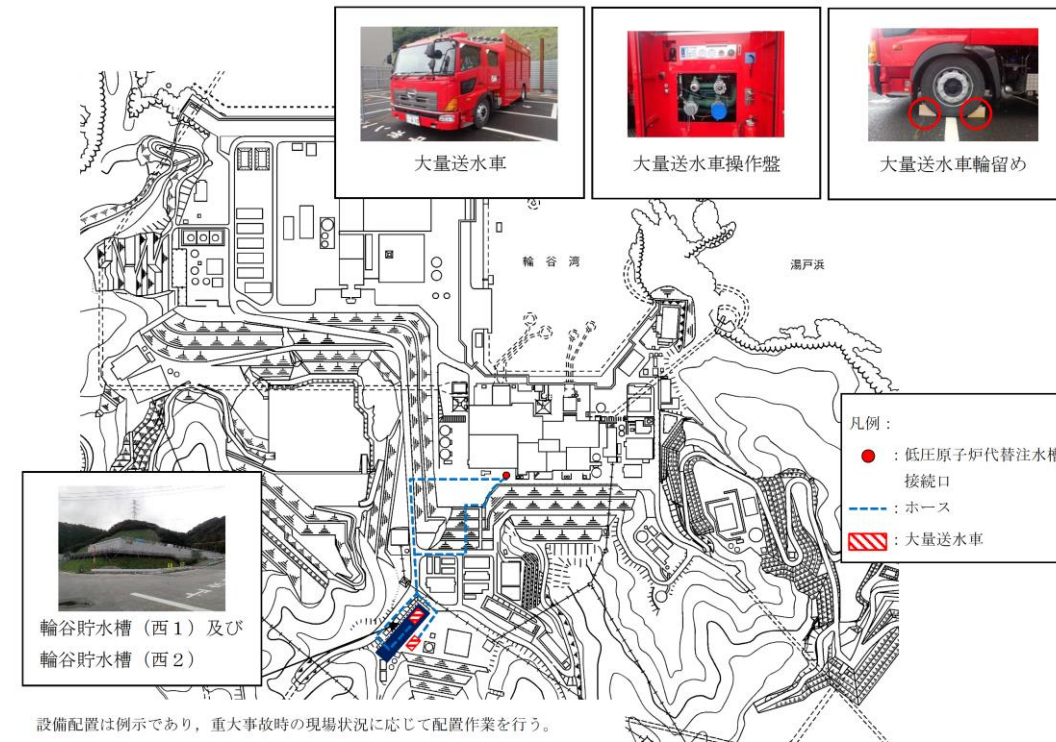 大量送水車
大量送水車操作盤
大量送水車輪留め
輪谷湾
湯戸浜
凡例：
：低圧原子炉代替注水槽
接続口
：ホース
：大量送水車
輪谷貯水槽（西１）及び
輪谷貯水槽（西２）
設備配置は例示であり，重大事故時の現場状況に応じて配置作業を行う。